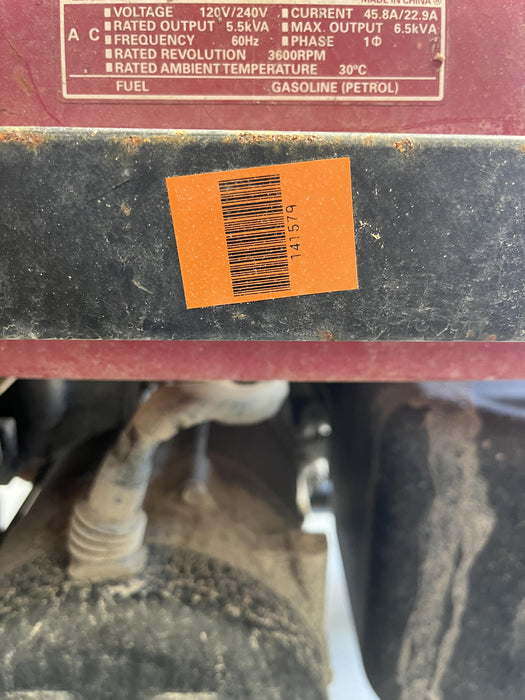 MADE IN CHINA
■VOLTAGE 120V/240V ■CURRENT 45.8A/22.9A
■RATED OUTPUT 5.5kVA ■MAX. OUTPUT 6.5kVA
A C ■FREQUENCY 60Hz ■PHASE 1Φ
■RATED REVOLUTION 3600RPM
■RATED AMBIENT TEMPERATURE 30°C
FUEL GASOLINE (PETROL)
141579